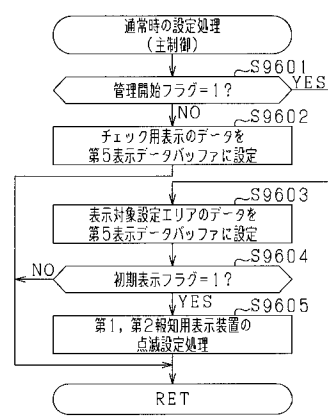 通常時の設定処理
(主制御)
S9601
管理開始フラグ=1?
YES
NO
S9602
チェック用表示のデータを
第5表示データバッファに設定
S9603
表示対象設定エリアのデータを
第5表示データバッファに設定
S9604
NO
初期表示フラグ=1?
YES
S9605
第1,第2報知用表示装置の
点滅設定処理
RET